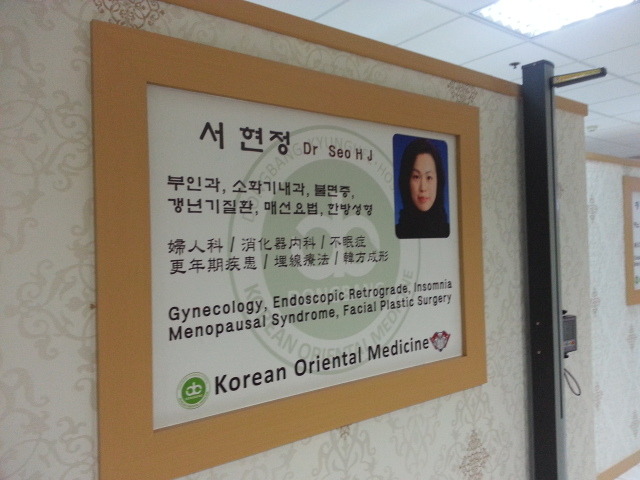 서 현정 Dr Seo H J
부인과, 소화기내과, 불면증,
갱년기질환, 매선요법, 한방성형
婦人科 / 消化器内科 / 不眠症
更年期疾患 / 埋線療法 / 韓方成形
Gynecology, Endoscopic Retrograde, Insomnia
Menopausal Syndrome, Facial Plastic Surgery
Korean Oriental Medicine